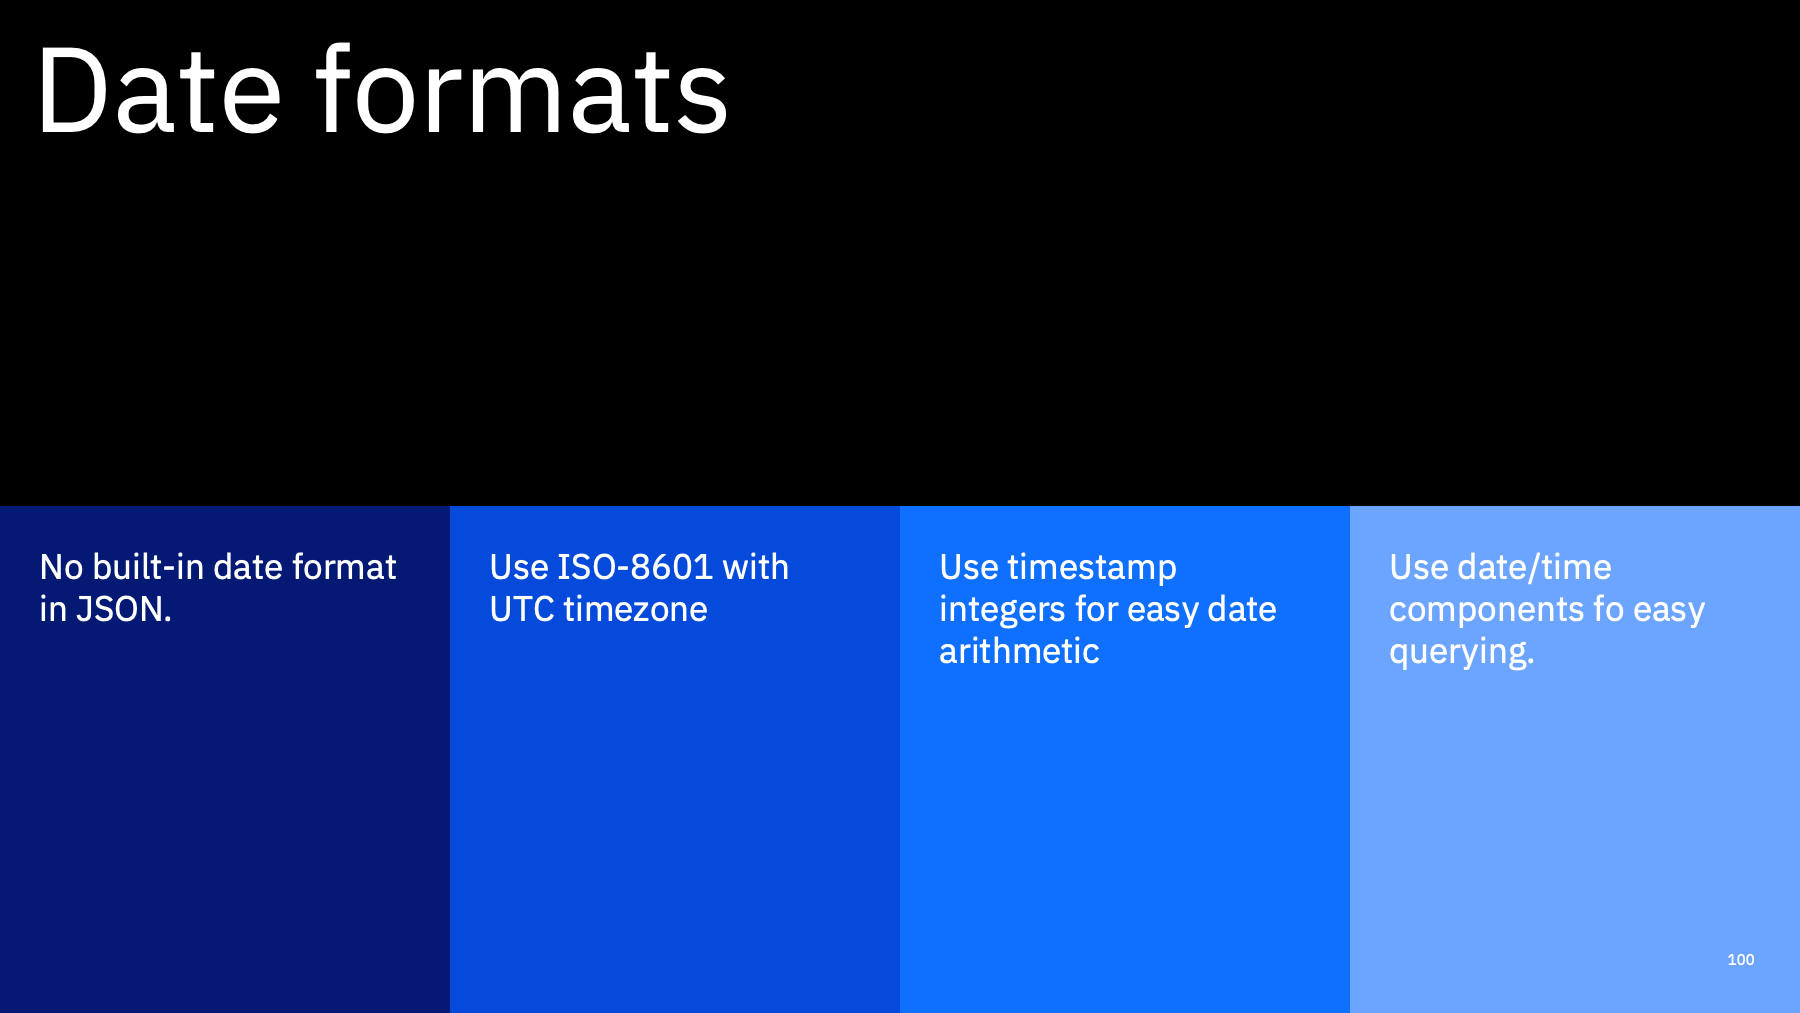 Date formats
No built-in date format
in JSON.
Use ISO-8601 with
UTC timezone
Use timestamp
integers for easy date
arithmetic
Use date/time
components fo easy
querying.
100